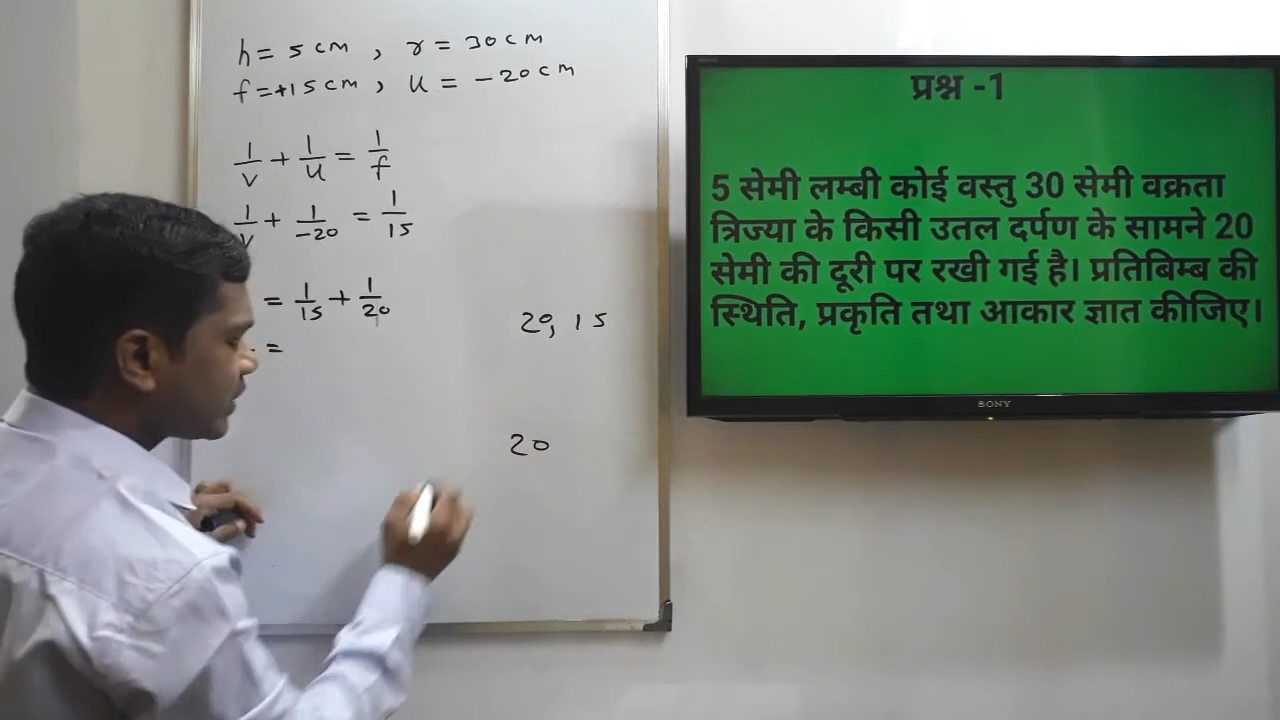 h = 5 cm , r = 30 cm
f = +15 cm , u = -20 cm
1/v + 1/u = 1/f
1/v + 1/-20 = 1/15
= 1/15 + 1/20
=
20, 15
20
प्रश्न -1
5 सेमी लम्बी कोई वस्तु 30 सेमी वक्रता
त्रिज्या के किसी उतल दर्पण के सामने 20
सेमी की दूरी पर रखी गई है। प्रतिबिम्ब की
स्थिति, प्रकृति तथा आकार ज्ञात कीजिए।
SONY